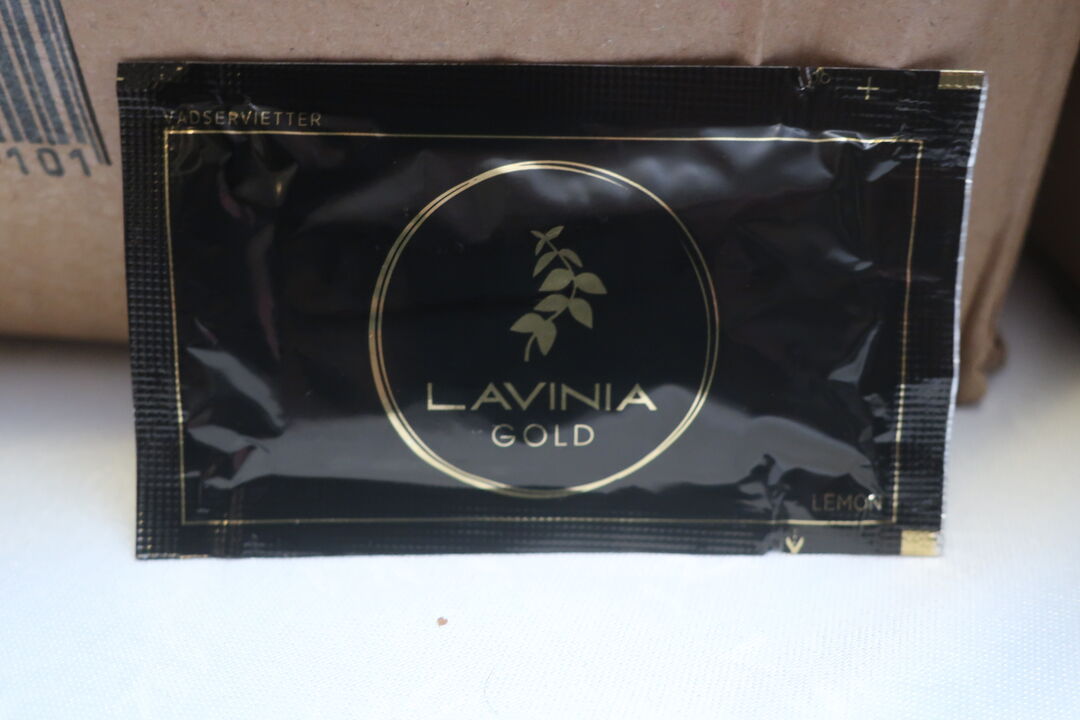 VADSERVIETTER
LAVINIA
GOLD
LEMON
101